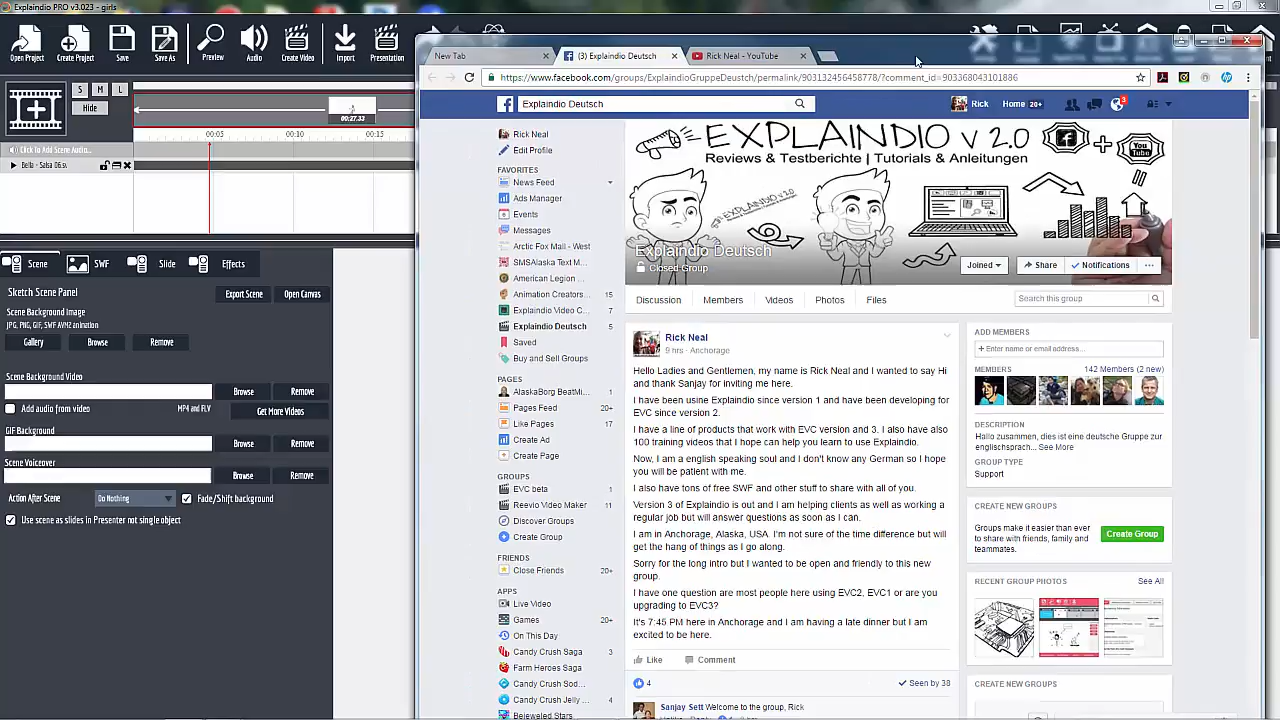 Explaindio PRO v3.023 - girls
Project
Create Project
Save
Save As
Preview
Audio
Create Video
Import
Presentation
S M L
Hide
00:27.33
00:05 00:10 00:15
Click To Add Scene Audio...
Bella - Salsa 06.s
Scene
SWF
Slide
Effects
Sketch Scene Panel
Export Scene
Open Canvas
Scene Background Image
JPG, PNG, GIF, SWF AVM2 animation
Gallery
Browse
Remove
Scene Background Video
Browse
Remove
Add audio from video
MP4 and FLV
Get More Videos
GIF Background
Browse
Remove
Scene Voiceover
Browse
Remove
Action After Scene
Do Nothing
Fade/Shift background
Use scene as slides in Presenter not single object
New Tab
(3) Explaindio Deutsch
Rick Neal - YouTube
https://www.facebook.com/groups/ExplaindioGruppeDeustch/permlink/903132456458778/?comment_id=903368043101886
Explaindio Deutsch
Rick
Home 20+
3
Rick Neal
Edit Profile
FAVORITES
News Feed
Ads Manager
Events
Messages
Arctic Fox Mall - West
SMSAlaska Text M...
American Legion ...
Animation Creators... 15
Explaindio Video C... 7
Explaindio Deutsch 5
Saved
Buy and Sell Groups
PAGES
AlaskaBorg BeatMi...
Pages Feed 20+
Like Pages 17
Create Ad
Create Page
GROUPS
EVC beta 1
Reevio Video Maker 11
Discover Groups
Create Group
FRIENDS
Close Friends 20+
APPS
Live Video
Games 20+
On This Day
Candy Crush Saga 3
Farm Heroes Saga
Candy Crush Sod...
Candy Crush Jelly ...
Bejeweled Stars
EXPLAINDIO v 2.0
Reviews & Testberichte | Tutorials & Anleitungen
You
Tube
EXPLAINDIO V 2.0
Explaindio Deutsch
Closed Group
Joined
Share
Notifications
Discussion
Members
Videos
Photos
Files
Search this group
Rick Neal
9 hrs · Anchorage
Hello Ladies and Gentlemen, my name is Rick Neal and I wanted to say Hi
and thank Sanjay for inviting me here.
I have been using Explaindio since version 1 and have been developing for
EVC since version 2.
I have a line of products that work with EVC version and 3. I also have also
100 training videos that I hope can help you learn to use Explaindio.
Now, I am a english speaking soul and I don't know any German so I hope
you will be patient with me.
I also have tons of free SWF and other stuff to share with all of you.
Version 3 of Explaindio is out and I am helping clients as well as working a
regular job but will answer questions as soon as I can.
I am in Anchorage, Alaska, USA. I'm not sure of the time difference but will
get the hang of things as I go along.
Sorry for the long intro but I wanted to be open and friendly to this new
group.
I have one question are most people here using EVC2, EVC1 or are you
upgrading to EVC3?
It's 7:45 PM here in Anchorage and I am having a late dinner but I am
excited to be here.
Like
Comment
4
Seen by 38
Sanjay Sett Welcome to the group, Rick
ADD MEMBERS
+ Enter name or email address...
MEMBERS
142 Members (2 new)
DESCRIPTION
Hallo zusammen, dies ist eine deutsche Gruppe zur
englischsprach... See More
GROUP TYPE
Support
CREATE NEW GROUPS
Groups make it easier than ever
to share with friends, family and
teammates.
Create Group
RECENT GROUP PHOTOS
See All
CREATE NEW GROUPS